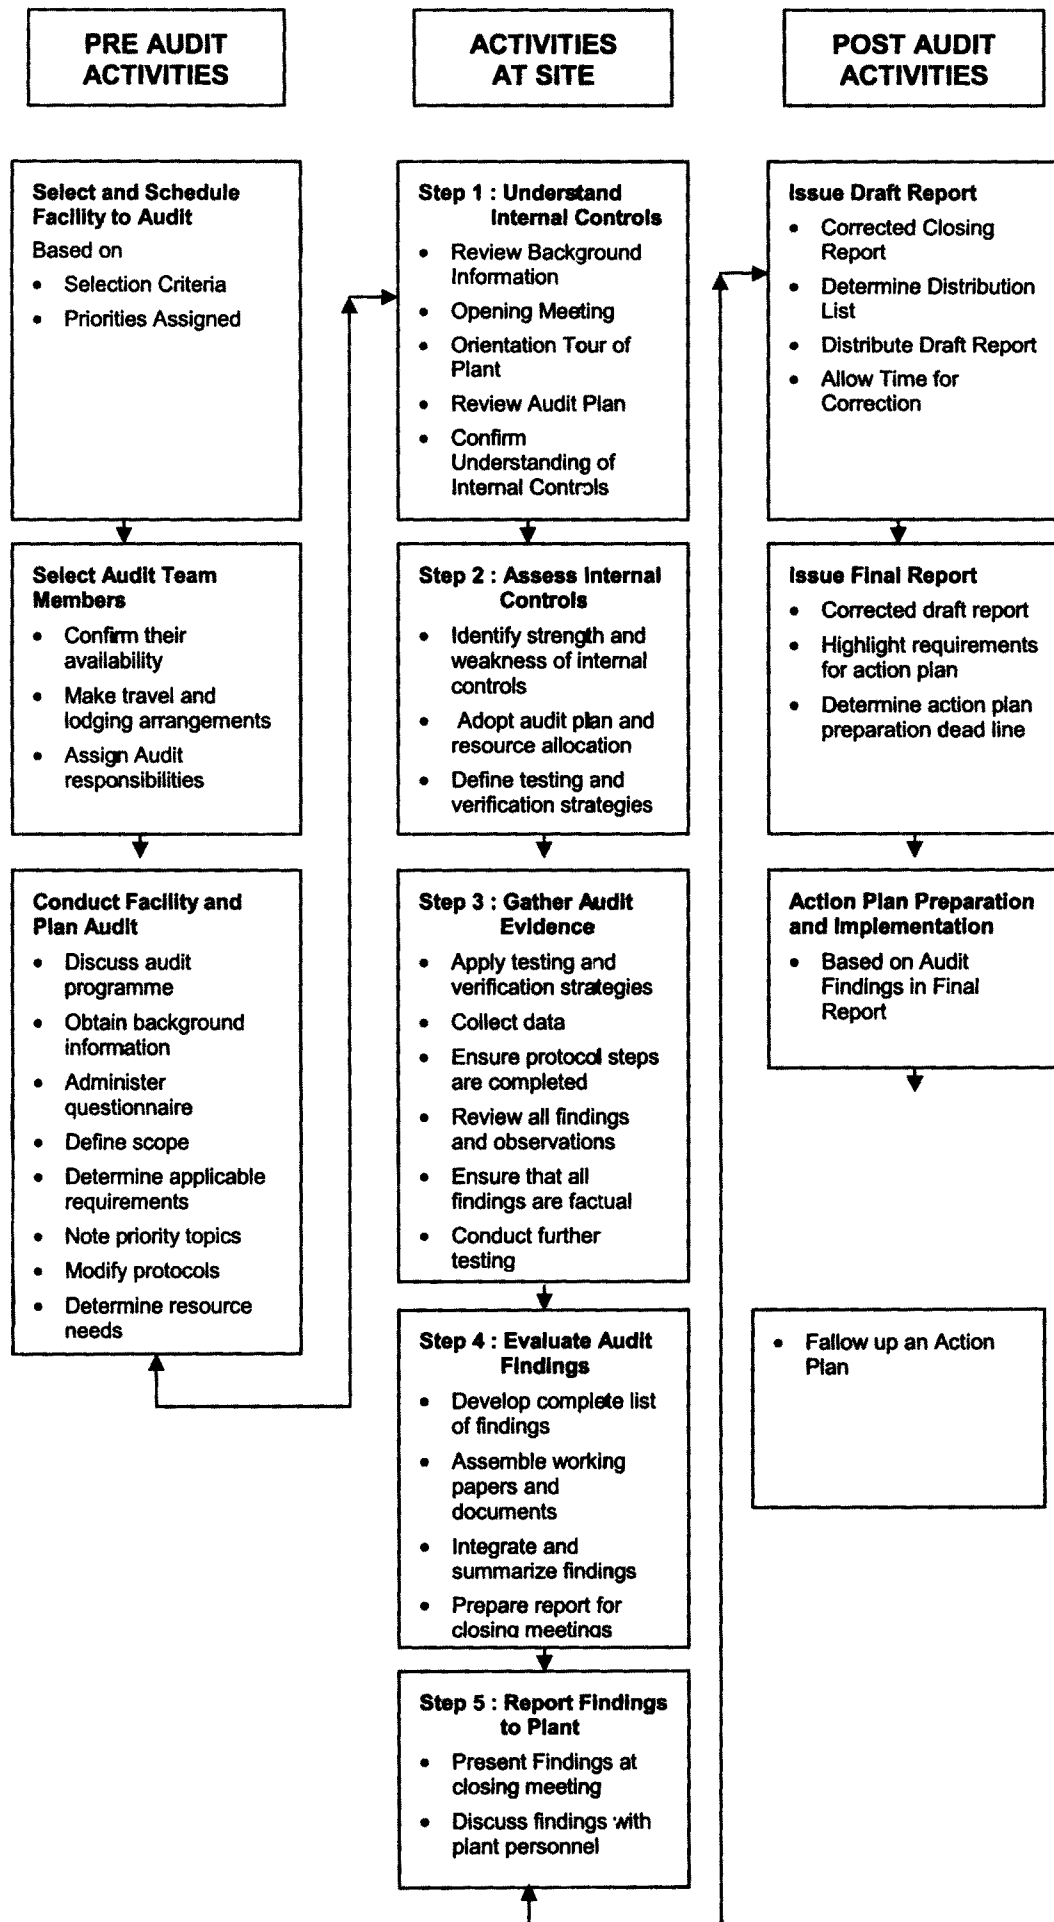 PRE AUDIT
ACTIVITIES
ACTIVITIES
AT SITE
POST AUDIT
ACTIVITIES
Select and Schedule
Facility to Audit
Based on
• Selection Criteria
• Priorities Assigned
Select Audit Team
Members
• Confirm their
availability
• Make travel and
lodging arrangements
• Assign Audit
responsibilities
Conduct Facility and
Plan Audit
• Discuss audit
programme
• Obtain background
information
• Administer
questionnaire
• Define scope
• Determine applicable
requirements
• Note priority topics
• Modify protocols
• Determine resource
needs
Step 1 : Understand
Internal Controls
• Review Background
Information
• Opening Meeting
• Orientation Tour of
Plant
• Review Audit Plan
• Confirm
Understanding of
Internal Controls
Step 2 : Assess Internal
Controls
• Identify strength and
weakness of internal
controls
• Adopt audit plan and
resource allocation
• Define testing and
verification strategies
Step 3 : Gather Audit
Evidence
• Apply testing and
verification strategies
• Collect data
• Ensure protocol steps
are completed
• Review all findings
and observations
• Ensure that all
findings are factual
• Conduct further
testing
Step 4 : Evaluate Audit
Findings
• Develop complete list
of findings
• Assemble working
papers and
documents
• Integrate and
summarize findings
• Prepare report for
closing meetings
Step 5 : Report Findings
to Plant
• Present Findings at
closing meeting
• Discuss findings with
plant personnel
Issue Draft Report
• Corrected Closing
Report
• Determine Distribution
List
• Distribute Draft Report
• Allow Time for
Correction
Issue Final Report
• Corrected draft report
• Highlight requirements
for action plan
• Determine action plan
preparation dead line
Action Plan Preparation
and Implementation
• Based on Audit
Findings in Final
Report
• Fallow up an Action
Plan